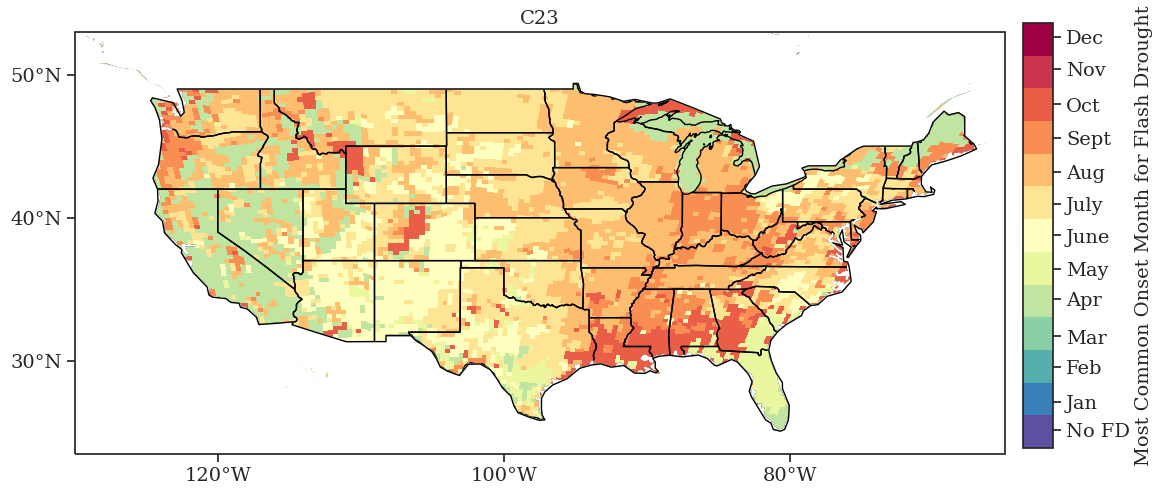 C23
50°N
40°N
30°N
120°W
100°W
80°W
Dec
Nov
Oct
Sept
Aug
July
June
May
Apr
Mar
Feb
Jan
No FD
Most Common Onset Month for Flash Drought